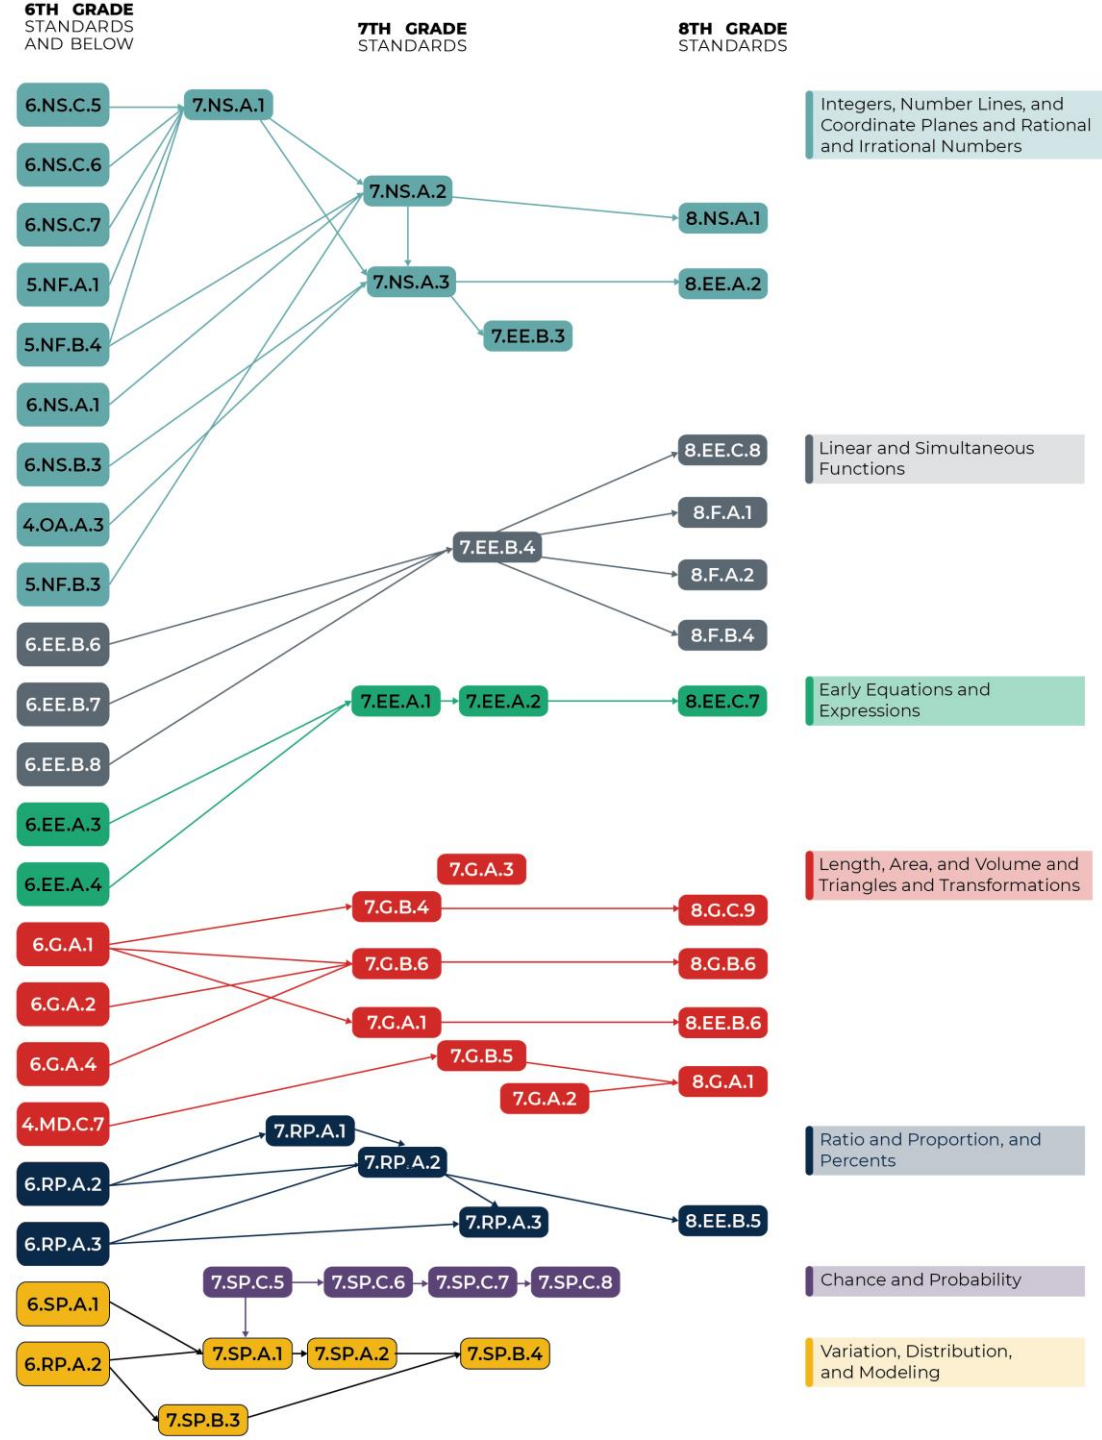 6TH GRADE
STANDARDS
AND BELOW
7TH GRADE
STANDARDS
8TH GRADE
STANDARDS
6.NS.C.5
7.NS.A.1
Integers, Number Lines, and
Coordinate Planes and Rational
and Irrational Numbers
6.NS.C.6
7.NS.A.2
6.NS.C.7
8.NS.A.1
5.NF.A.1
7.NS.A.3
8.EE.A.2
5.NF.B.4
7.EE.B.3
6.NS.A.1
6.NS.B.3
8.EE.C.8
Linear and Simultaneous
Functions
4.OA.A.3
8.F.A.1
7.EE.B.4
5.NF.B.3
8.F.A.2
6.EE.B.6
8.F.B.4
6.EE.B.7
7.EE.A.1
7.EE.A.2
8.EE.C.7
Early Equations and
Expressions
6.EE.B.8
6.EE.A.3
6.EE.A.4
7.G.A.3
Length, Area, and Volume and
Triangles and Transformations
7.G.B.4
8.G.C.9
6.G.A.1
7.G.B.6
8.G.B.6
6.G.A.2
7.G.A.1
8.EE.B.6
6.G.A.4
7.G.B.5
8.G.A.1
7.G.A.2
4.MD.C.7
7.RP.A.1
Ratio and Proportion, and
Percents
7.RP.A.2
6.RP.A.2
7.RP.A.3
8.EE.B.5
6.RP.A.3
7.SP.C.5
7.SP.C.6
7.SP.C.7
7.SP.C.8
Chance and Probability
6.SP.A.1
7.SP.A.1
7.SP.A.2
7.SP.B.4
Variation, Distribution,
and Modeling
6.RP.A.2
7.SP.B.3